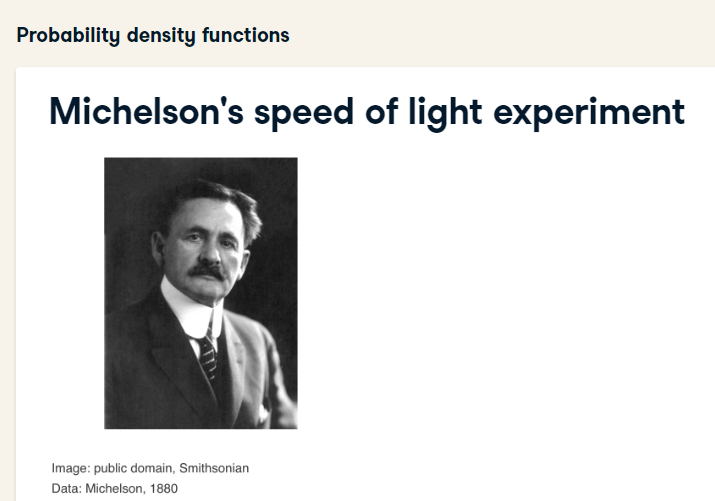 Probability density functions
Michelson's speed of light experiment
Image: public domain, Smithsonian
Data: Michelson, 1880